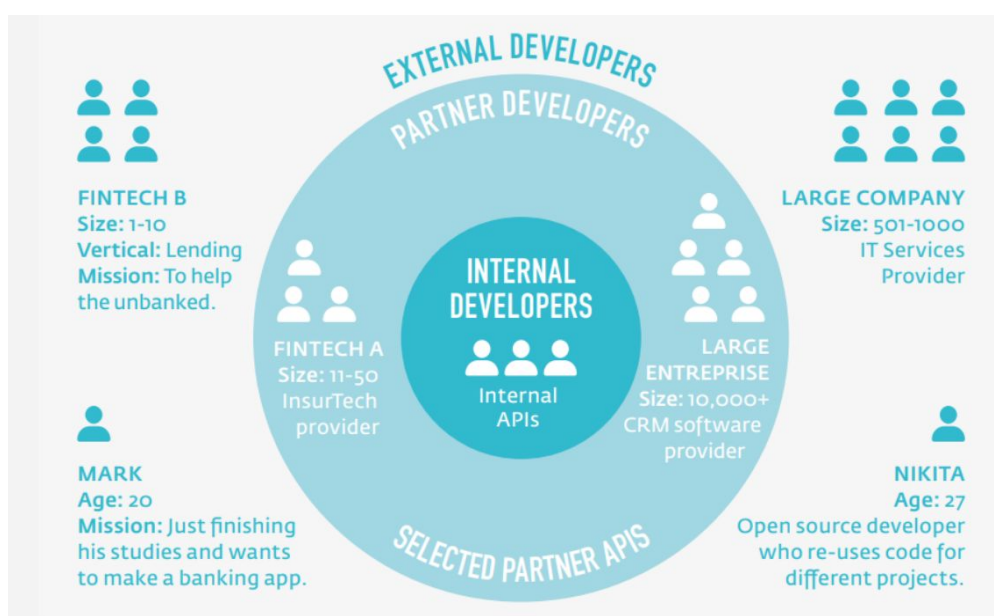 EXTERNAL DEVELOPERS
PARTNER DEVELOPERS
FINTECH B
Size: 1-10
Vertical: Lending
Mission: To help
the unbanked.
LARGE COMPANY
Size: 501-1000
IT Services
Provider
FINTECH A
Size: 11-50
InsurTech
provider
INTERNAL
DEVELOPERS
Internal
APIs
LARGE
ENTREPRISE
Size: 10,000+
CRM software
provider
MARK
Age: 20
Mission: Just finishing
his studies and wants
to make a banking app.
SELECTED PARTNER APIS
NIKITA
Age: 27
Open source developer
who re-uses code for
different projects.